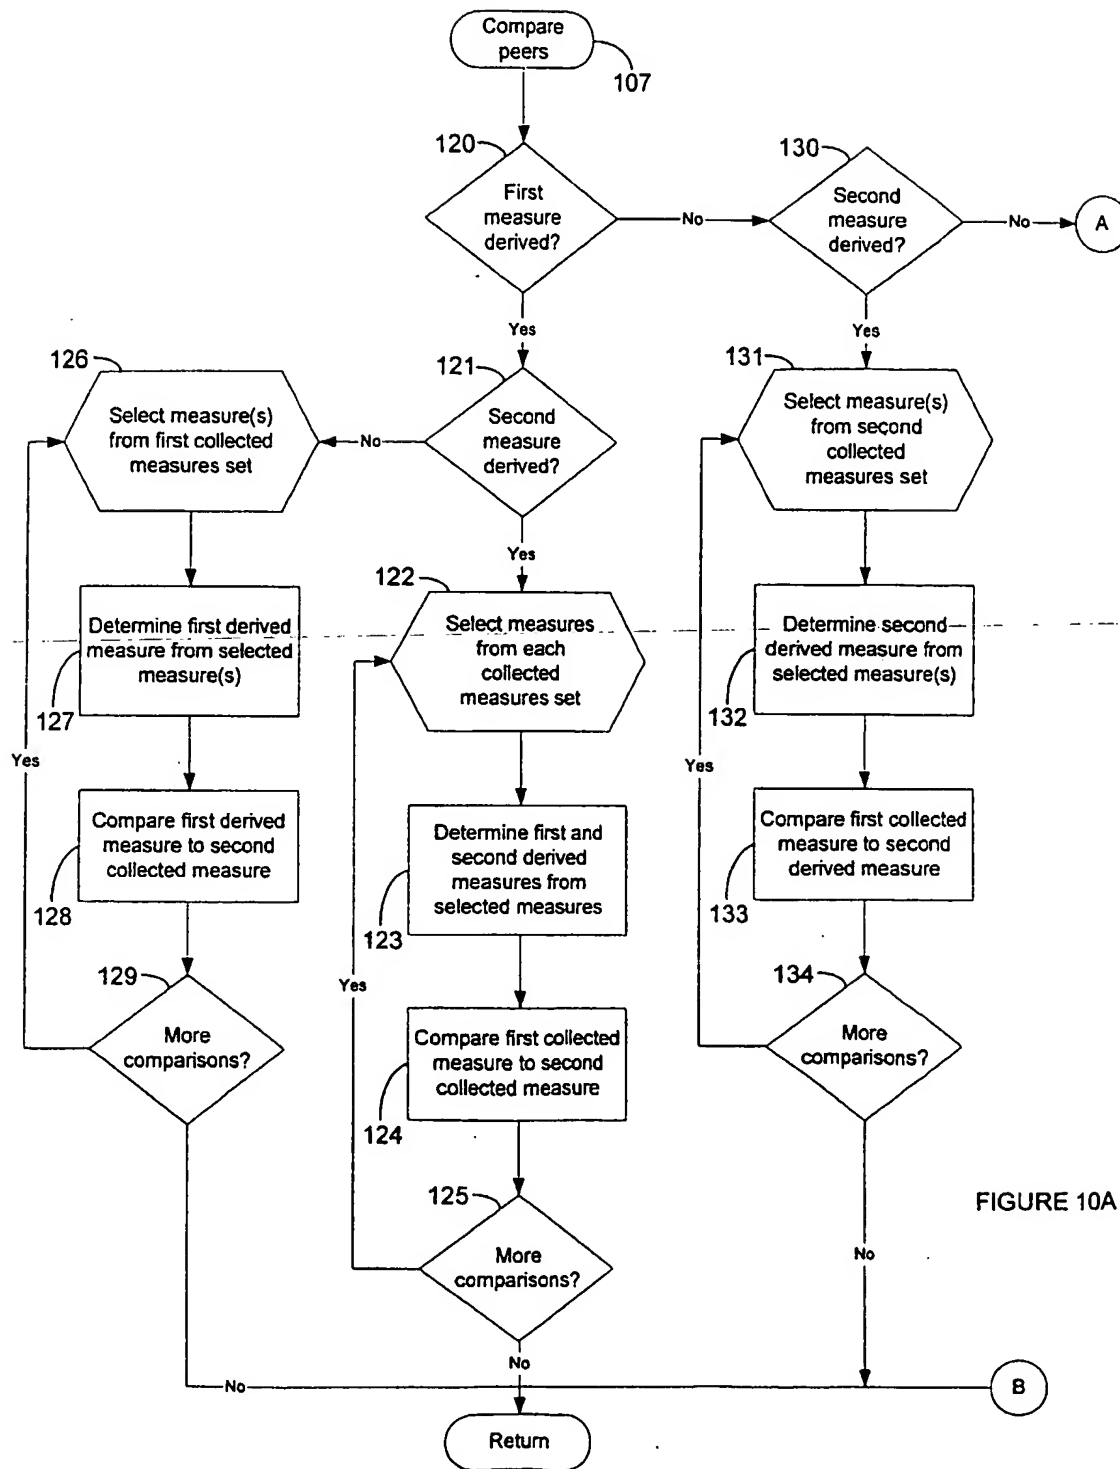 Compare
peers
107
120
First
measure
derived?
No
130
Second
measure
derived?
No
A
Yes
Yes
126
Select measure(s)
from first collected
measures set
No
121
Second
measure
derived?
131
Select measure(s)
from second
collected
measures set
Yes
122
Select measures
from each
collected
measures set
Determine first derived
measure from selected
measure(s)
127
Determine second
derived measure from
selected measure(s)
132
Yes
Yes
Compare first derived
measure to second
collected measure
128
Determine first and
second derived
measures from
selected measures
123
Compare first collected
measure to second
derived measure
133
129
More
comparisons?
Yes
134
More
comparisons?
Compare first collected
measure to second
collected measure
124
125
More
comparisons?
FIGURE 10A
No
No
No
B
Return